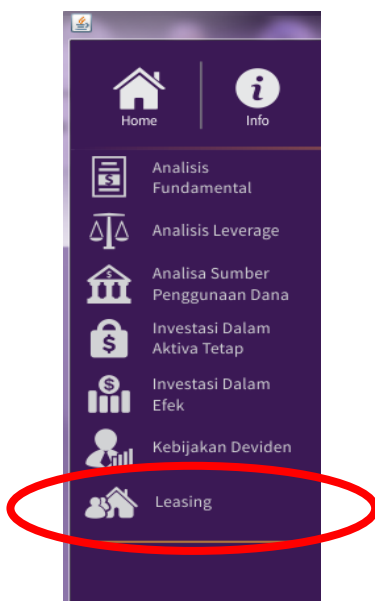 Home
Info
Analisis
Fundamental
Analisis Leverage
Analisa Sumber
Penggunaan Dana
Investasi Dalam
Aktiva Tetap
Investasi Dalam
Efek
Kebijakan Deviden
Leasing